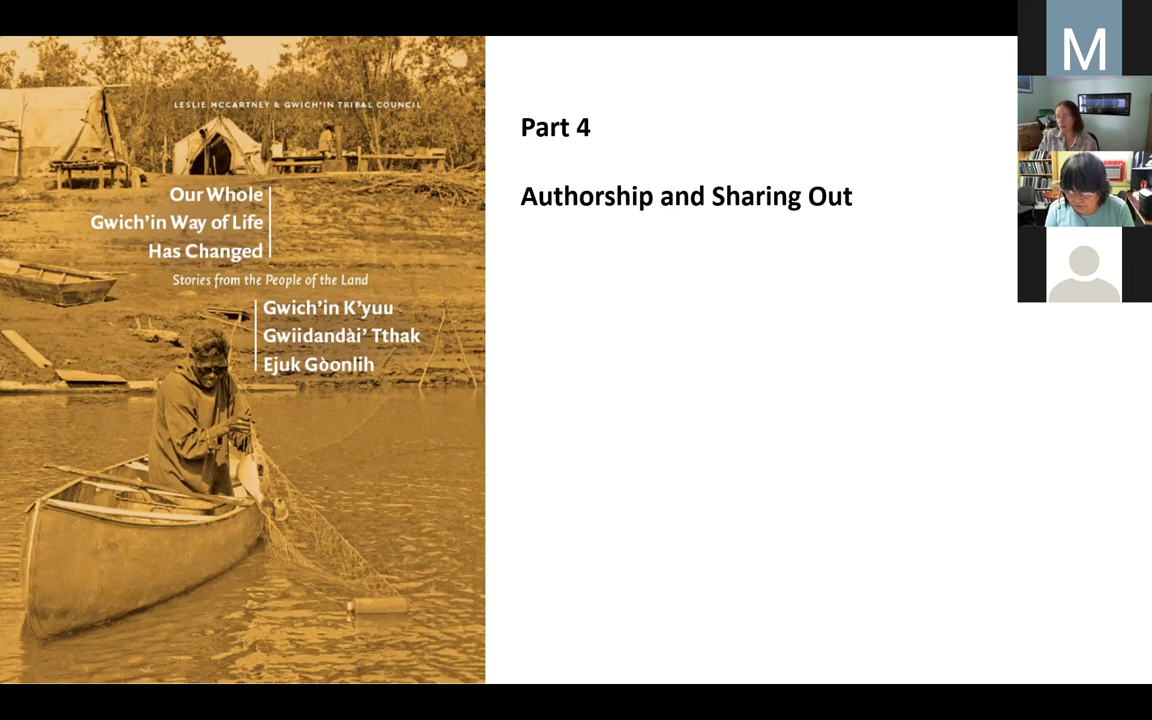 LESLIE MCCARTNEY & GWICH'IN TRIBAL COUNCIL
Our Whole
Gwich'in Way of Life
Has Changed
Stories from the People of the Land
Gwich'in K'yuu
Gwiidandàì' Tthak
Ejuk Gòonlih
Part 4
Authorship and Sharing Out
M